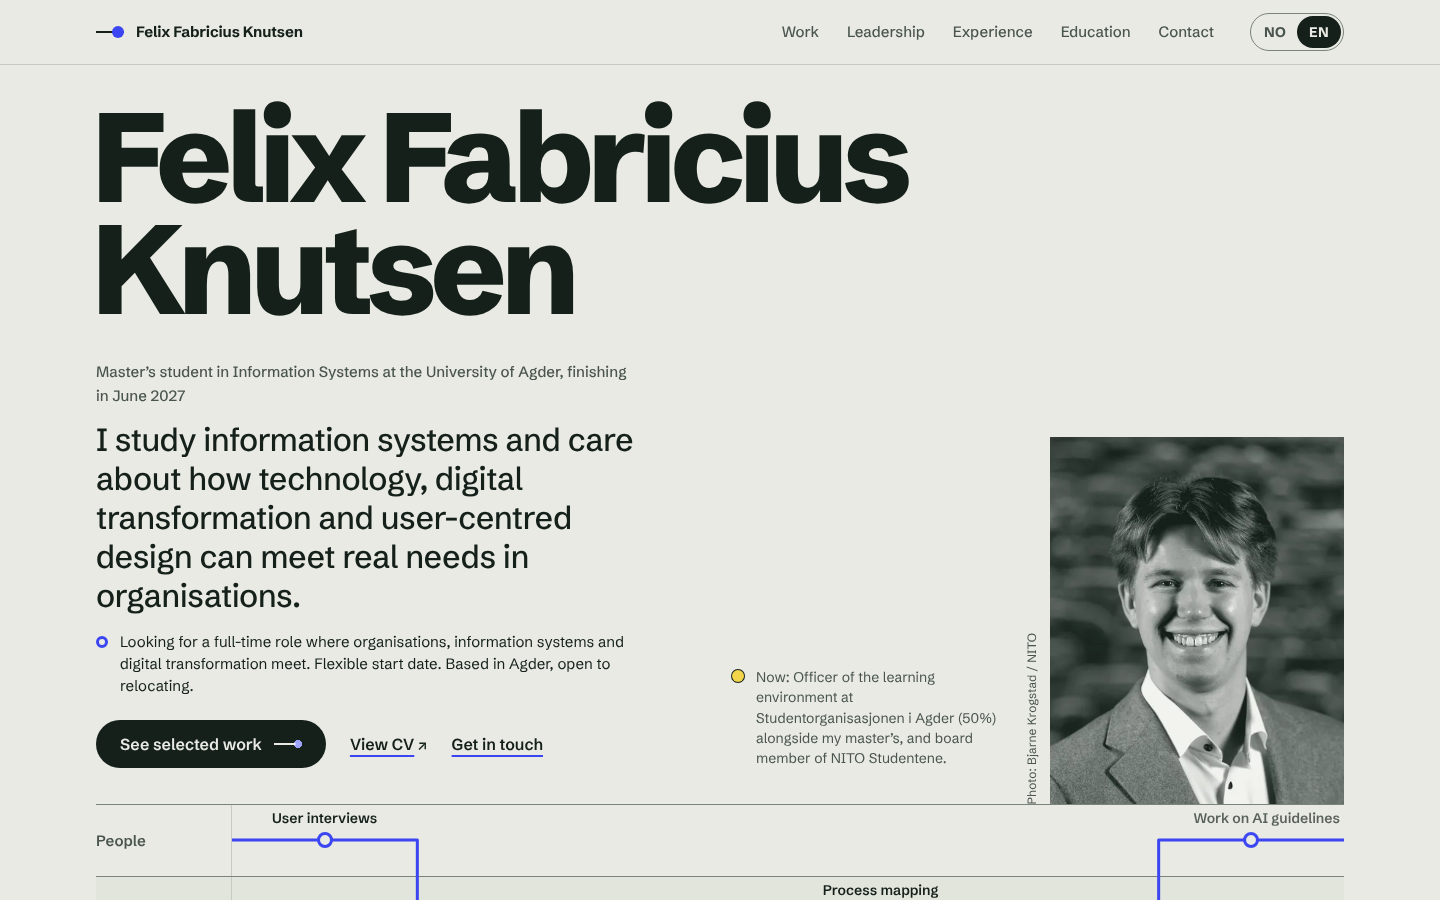 Felix Fabricius Knutsen
Work
Leadership
Experience
Education
Contact
NO
EN
Felix Fabricius
Knutsen
Master’s student in Information Systems at the University of Agder, finishing
in June 2027
I study information systems and care
about how technology, digital
transformation and user-centred
design can meet real needs in
organisations.
Looking for a full-time role where organisations, information systems and
digital transformation meet. Flexible start date. Based in Agder, open to
relocating.
See selected work
View CV ↗
Get in touch
Now: Officer of the learning
environment at
Studentorganisasjonen i Agder (50%)
alongside my master’s, and board
member of NITO Studentene.
Photo: Bjarne Krogstad / NITO
User interviews
Work on AI guidelines
People
Process mapping